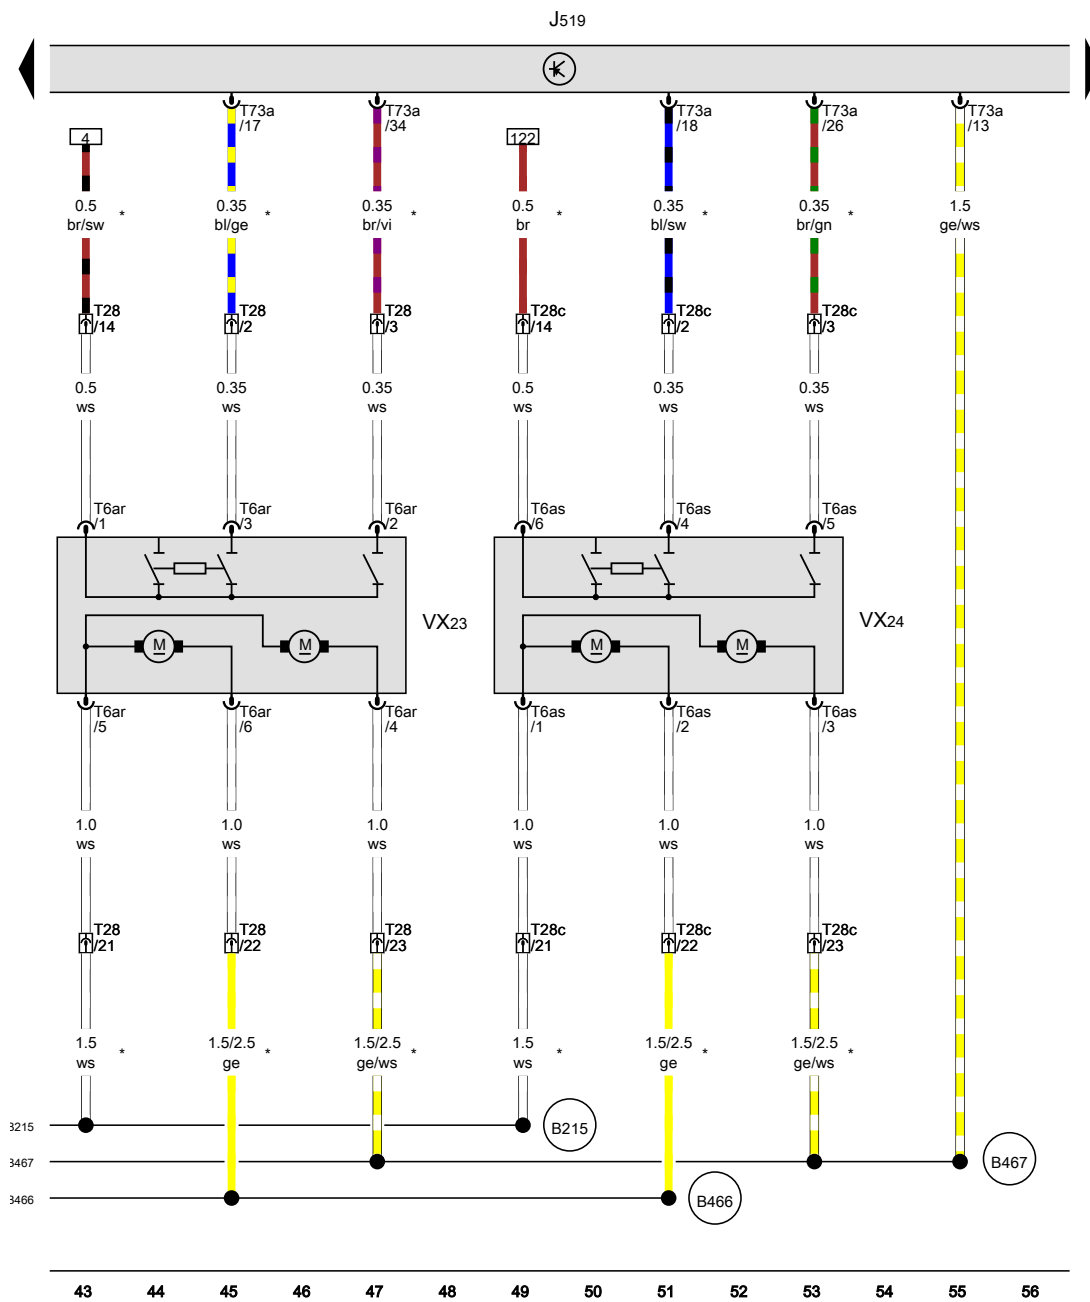 J519
T73a
/17
T73a
/34
T73a
/18
T73a
/26
T73a
/13
4
122
0.5
br/sw
*
0.35
bl/ge
*
0.35
br/vi
*
0.5
br
*
0.35
bl/sw
*
0.35
br/gn
*
1.5
ge/ws
T28
/14
T28
/2
T28
/3
T28c
/14
T28c
/2
T28c
/3
0.5
ws
0.35
ws
0.35
ws
0.5
ws
0.35
ws
0.35
ws
T6ar
/1
T6ar
/3
T6ar
/2
T6as
/6
T6as
/4
T6as
/5
VX23
VX24
M
M
M
M
T6ar
/5
T6ar
/6
T6ar
/4
T6as
/1
T6as
/2
T6as
/3
1.0
ws
1.0
ws
1.0
ws
1.0
ws
1.0
ws
1.0
ws
T28
/21
T28
/22
T28
/23
T28c
/21
T28c
/22
T28c
/23
1.5
ws
*
1.5/2.5
ge
*
1.5/2.5
ge/ws
*
1.5
ws
*
1.5/2.5
ge
*
1.5/2.5
ge/ws
*
B215
B215
B467
B467
B466
B466
43 44 45 46 47 48 49 50 51 52 53 54 55 56